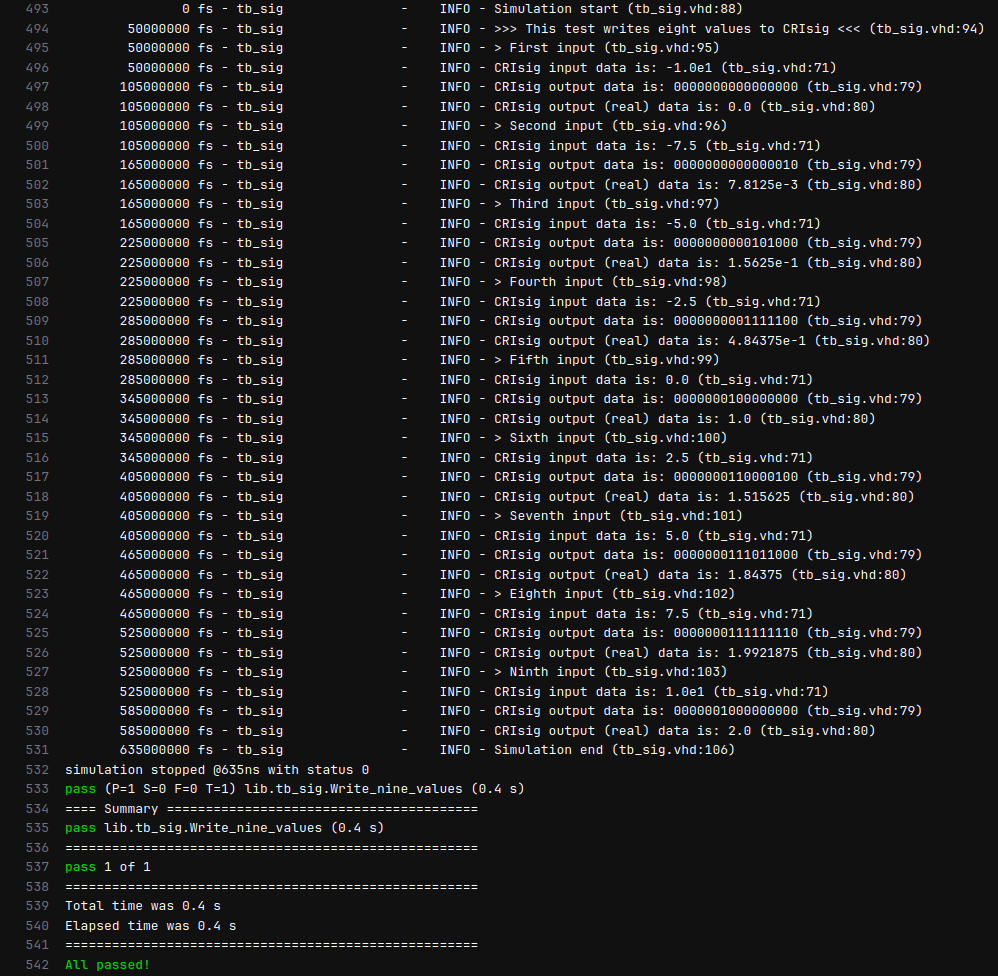 493 0 fs - tb_sig - INFO - Simulation start (tb_sig.vhd:88)
494 50000000 fs - tb_sig - INFO - >>> This test writes eight values to CRIsig <<< (tb_sig.vhd:94)
495 50000000 fs - tb_sig - INFO - > First input (tb_sig.vhd:95)
496 50000000 fs - tb_sig - INFO - CRIsig input data is: -1.0e1 (tb_sig.vhd:71)
497 105000000 fs - tb_sig - INFO - CRIsig output data is: 0000000000000000 (tb_sig.vhd:79)
498 105000000 fs - tb_sig - INFO - CRIsig output (real) data is: 0.0 (tb_sig.vhd:80)
499 105000000 fs - tb_sig - INFO - > Second input (tb_sig.vhd:96)
500 105000000 fs - tb_sig - INFO - CRIsig input data is: -7.5 (tb_sig.vhd:71)
501 165000000 fs - tb_sig - INFO - CRIsig output data is: 0000000000000010 (tb_sig.vhd:79)
502 165000000 fs - tb_sig - INFO - CRIsig output (real) data is: 7.8125e-3 (tb_sig.vhd:80)
503 165000000 fs - tb_sig - INFO - > Third input (tb_sig.vhd:97)
504 165000000 fs - tb_sig - INFO - CRIsig input data is: -5.0 (tb_sig.vhd:71)
505 225000000 fs - tb_sig - INFO - CRIsig output data is: 0000000000101000 (tb_sig.vhd:79)
506 225000000 fs - tb_sig - INFO - CRIsig output (real) data is: 1.5625e-1 (tb_sig.vhd:80)
507 225000000 fs - tb_sig - INFO - > Fourth input (tb_sig.vhd:98)
508 225000000 fs - tb_sig - INFO - CRIsig input data is: -2.5 (tb_sig.vhd:71)
509 285000000 fs - tb_sig - INFO - CRIsig output data is: 0000000001111100 (tb_sig.vhd:79)
510 285000000 fs - tb_sig - INFO - CRIsig output (real) data is: 4.84375e-1 (tb_sig.vhd:80)
511 285000000 fs - tb_sig - INFO - > Fifth input (tb_sig.vhd:99)
512 285000000 fs - tb_sig - INFO - CRIsig input data is: 0.0 (tb_sig.vhd:71)
513 345000000 fs - tb_sig - INFO - CRIsig output data is: 0000000100000000 (tb_sig.vhd:79)
514 345000000 fs - tb_sig - INFO - CRIsig output (real) data is: 1.0 (tb_sig.vhd:80)
515 345000000 fs - tb_sig - INFO - > Sixth input (tb_sig.vhd:100)
516 345000000 fs - tb_sig - INFO - CRIsig input data is: 2.5 (tb_sig.vhd:71)
517 405000000 fs - tb_sig - INFO - CRIsig output data is: 0000000110000100 (tb_sig.vhd:79)
518 405000000 fs - tb_sig - INFO - CRIsig output (real) data is: 1.515625 (tb_sig.vhd:80)
519 405000000 fs - tb_sig - INFO - > Seventh input (tb_sig.vhd:101)
520 405000000 fs - tb_sig - INFO - CRIsig input data is: 5.0 (tb_sig.vhd:71)
521 465000000 fs - tb_sig - INFO - CRIsig output data is: 0000000111011000 (tb_sig.vhd:79)
522 465000000 fs - tb_sig - INFO - CRIsig output (real) data is: 1.84375 (tb_sig.vhd:80)
523 465000000 fs - tb_sig - INFO - > Eighth input (tb_sig.vhd:102)
524 465000000 fs - tb_sig - INFO - CRIsig input data is: 7.5 (tb_sig.vhd:71)
525 525000000 fs - tb_sig - INFO - CRIsig output data is: 0000000111111110 (tb_sig.vhd:79)
526 525000000 fs - tb_sig - INFO - CRIsig output (real) data is: 1.9921875 (tb_sig.vhd:80)
527 525000000 fs - tb_sig - INFO - > Ninth input (tb_sig.vhd:103)
528 525000000 fs - tb_sig - INFO - CRIsig input data is: 1.0e1 (tb_sig.vhd:71)
529 585000000 fs - tb_sig - INFO - CRIsig output data is: 0000001000000000 (tb_sig.vhd:79)
530 585000000 fs - tb_sig - INFO - CRIsig output (real) data is: 2.0 (tb_sig.vhd:80)
531 635000000 fs - tb_sig - INFO - Simulation end (tb_sig.vhd:106)
532 simulation stopped @635ns with status 0
533 pass (P=1 S=0 F=0 T=1) lib.tb_sig.Write_nine_values (0.4 s)
534 ==== Summary ========================================
535 pass lib.tb_sig.Write_nine_values (0.4 s)
536 =====================================================
537 pass 1 of 1
538 =====================================================
539 Total time was 0.4 s
540 Elapsed time was 0.4 s
541 =====================================================
542 All passed!